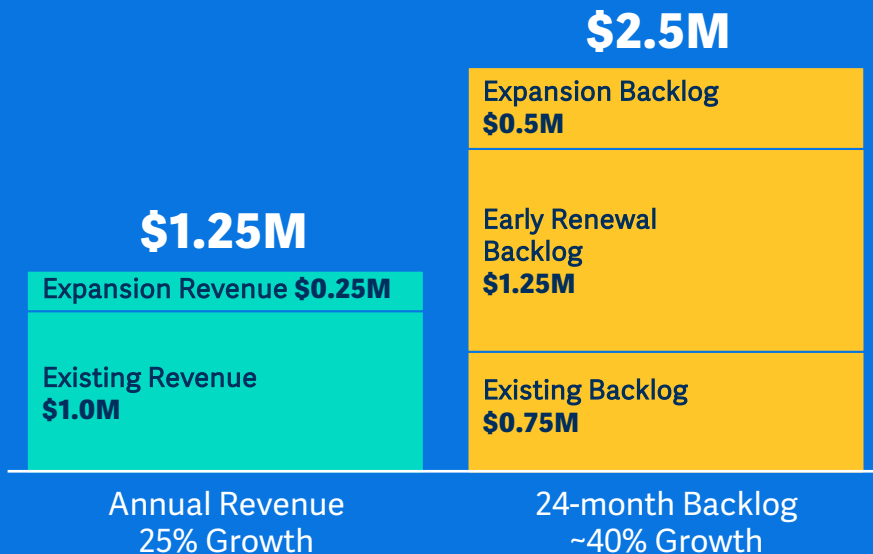 $1.25M
Expansion Revenue $0.25M
Existing Revenue
$1.0M
Annual Revenue
25% Growth
$2.5M
Expansion Backlog
$0.5M
Early Renewal
Backlog
$1.25M
Existing Backlog
$0.75M
24-month Backlog
~40% Growth